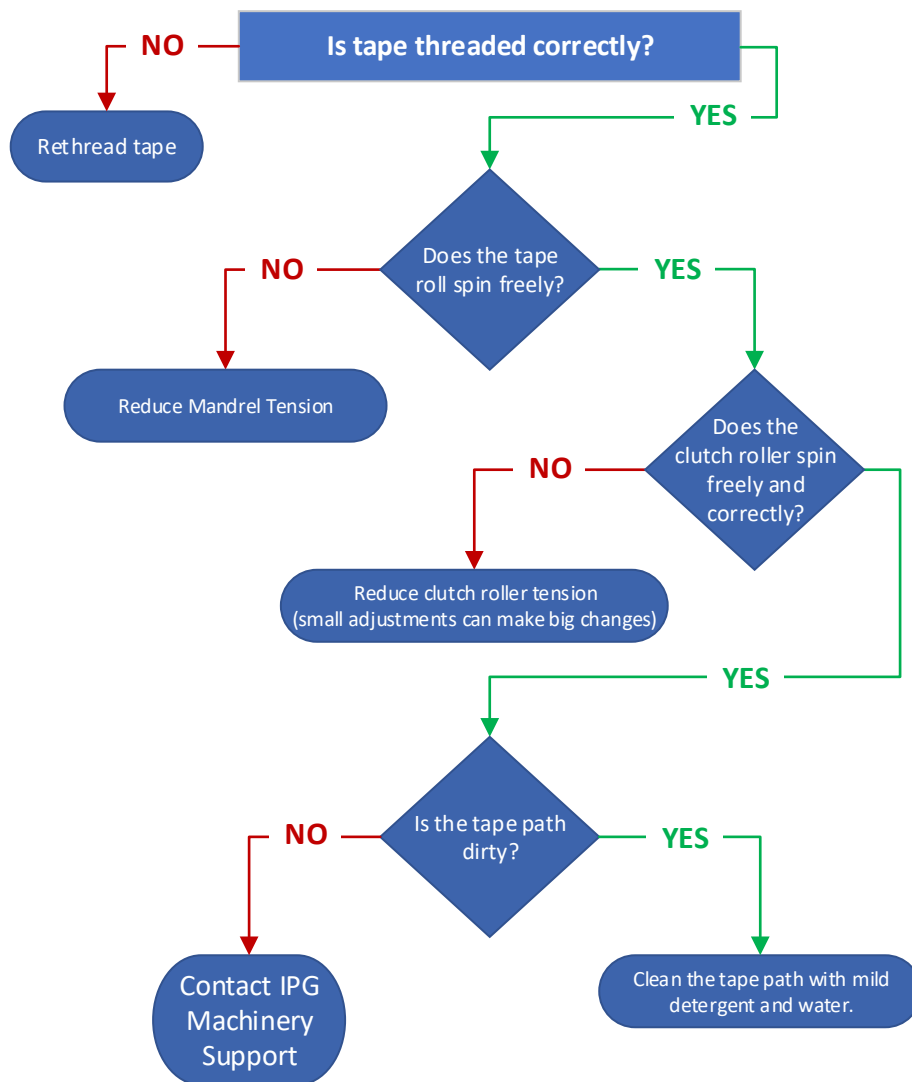 Is tape threaded correctly?
NO
YES
Rethread tape
Does the tape
roll spin freely?
NO
YES
Reduce Mandrel Tension
Does the
clutch roller spin
freely and
correctly?
NO
Reduce clutch roller tension
(small adjustments can make big changes)
YES
Is the tape path
dirty?
NO
YES
Contact IPG
Machinery
Support
Clean the tape path with mild
detergent and water.